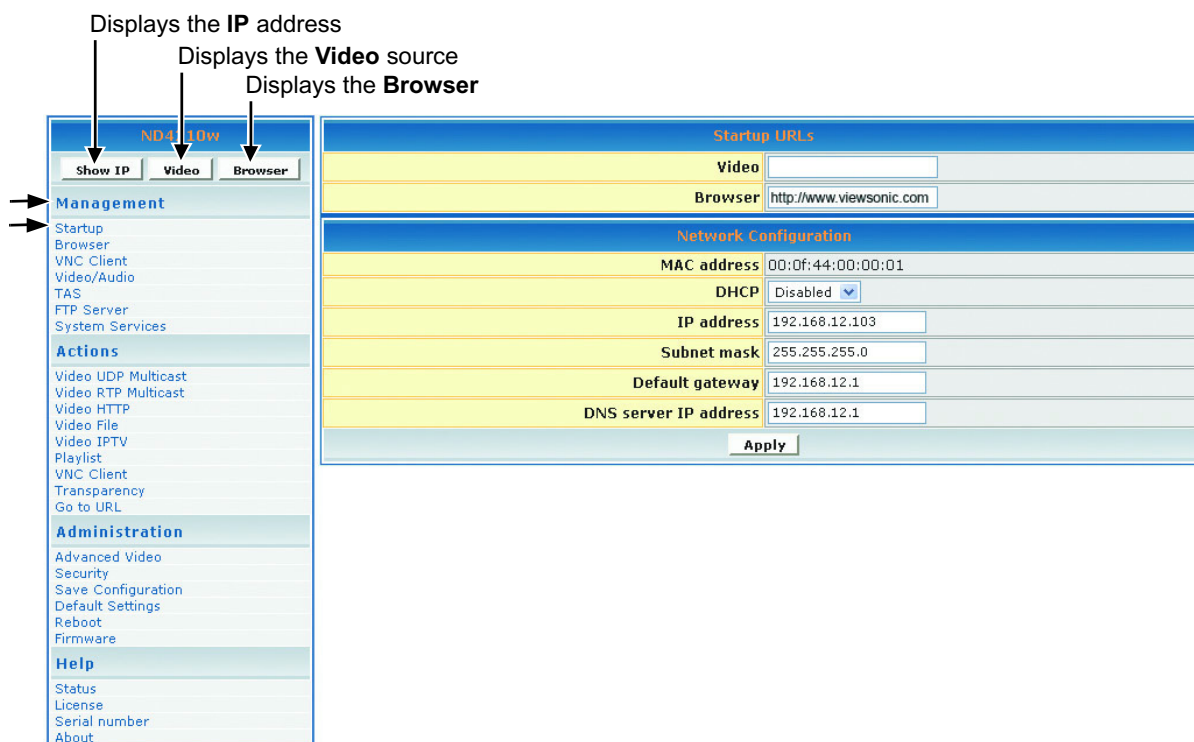 Displays the IP address
Displays the Video source
Displays the Browser
Show IP Video Browser
Management
Startup
Browser
VNC Client
Video/Audio
TAS
FTP Server
System Services
Actions
Video UDP Multicast
Video RTP Multicast
Video HTTP
Video File
Video IPTV
Playlist
VNC Client
Transparency
Go to URL
Administration
Advanced Video
Security
Save Configuration
Default Settings
Reboot
Firmware
Help
Status
License
Serial number
About
Startup URLs
Video
Browser http://www.viewsonic.com
Network Configuration
MAC address 00:0f:44:00:00:01
DHCP Disabled
IP address 192.168.12.103
Subnet mask 255.255.255.0
Default gateway 192.168.12.1
DNS server IP address 192.168.12.1
Apply